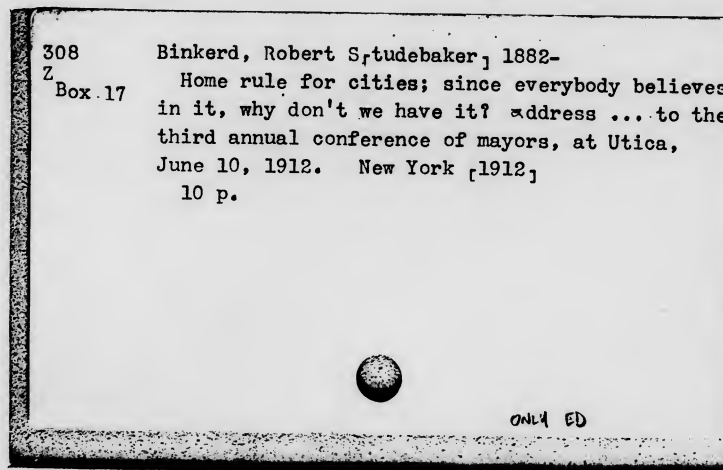 308 Binkerd, Robert S[tudebaker] 1882-
Z
Box 17
Home rule for cities; since everybody believes
in it, why don't we have it? address ... to the
third annual conference of mayors, at Utica,
June 10, 1912. New York [1912]
10 p.
ONLY ED